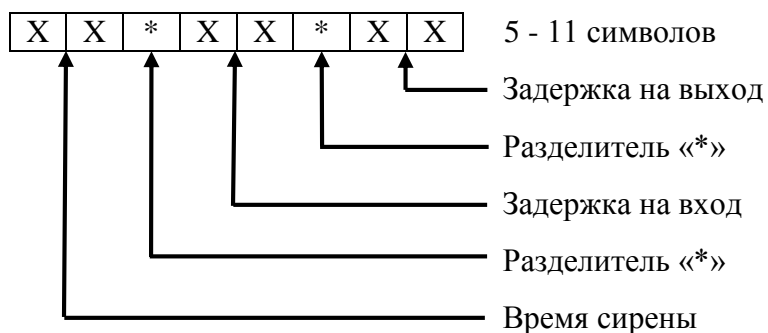 X X * X X * X X 5 - 11 символов
Задержка на выход
Разделитель «*»
Задержка на вход
Разделитель «*»
Время сирены